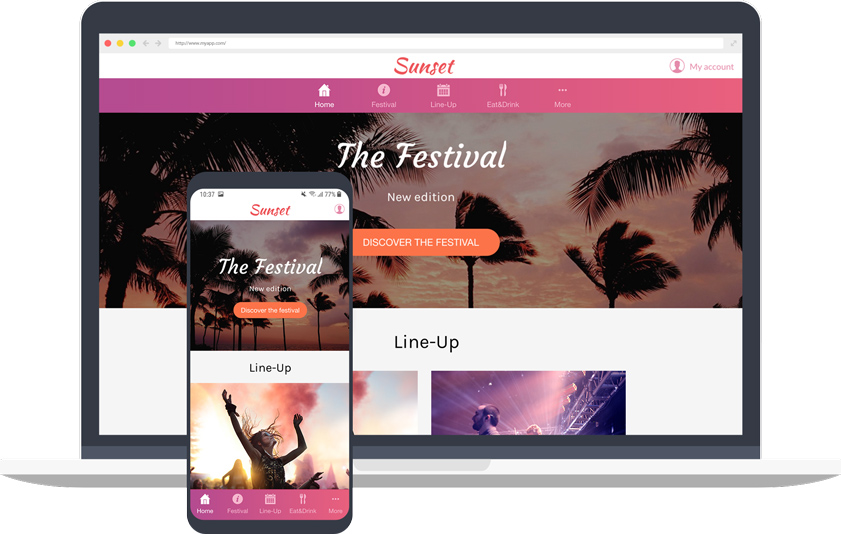 http://www.myapp.com/
Sunset
My account
Home
Festival
Line-Up
Eat&Drink
More
The Festival
New edition
DISCOVER THE FESTIVAL
Line-Up
10:37
77%
Sunset
The Festival
New edition
Discover the festival
Line-Up
Home
Festival
Line-Up
Eat&Drink
More